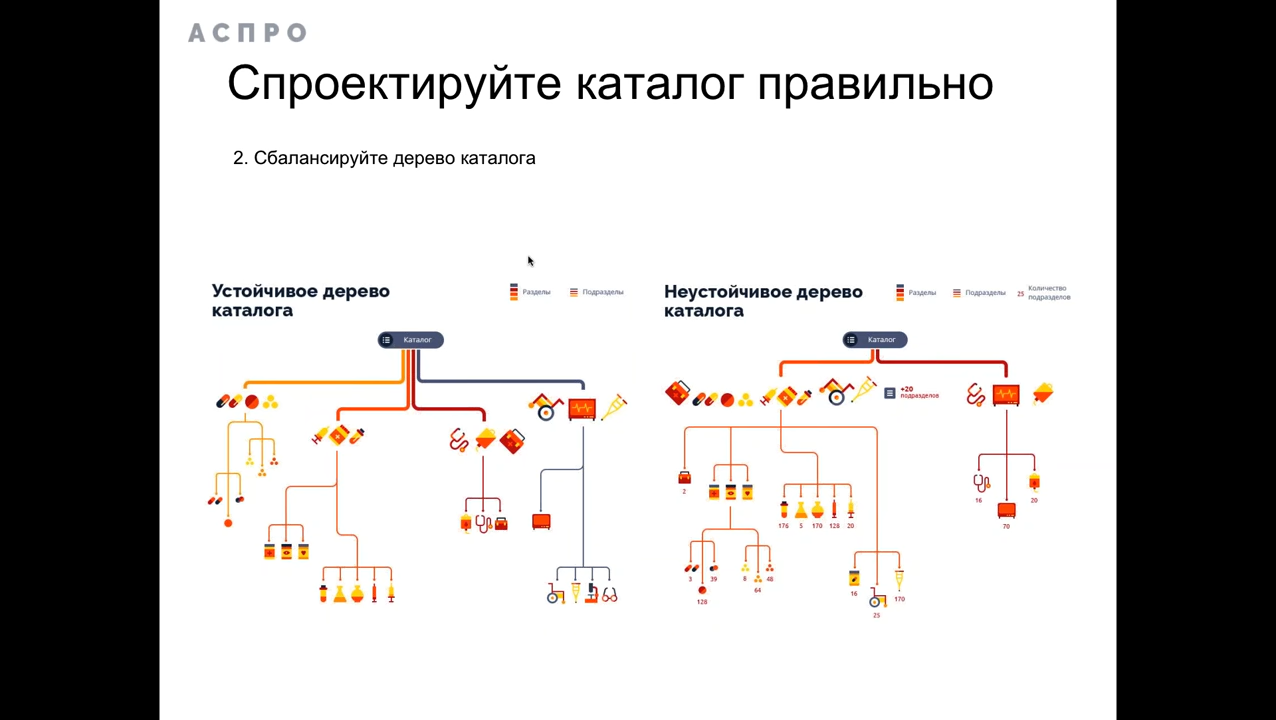 АСПРО
Спроектируйте каталог правильно
2. Сбалансируйте дерево каталога
Устойчивое дерево
каталога
Разделы
Подразделы
Каталог
Неустойчивое дерево
каталога
Разделы
Подразделы
25
Количество
подразделов
Каталог
+20
подразделов
2
176 5 170 128 20
16 20
70
3 39 8 48
128 64
16 170
25